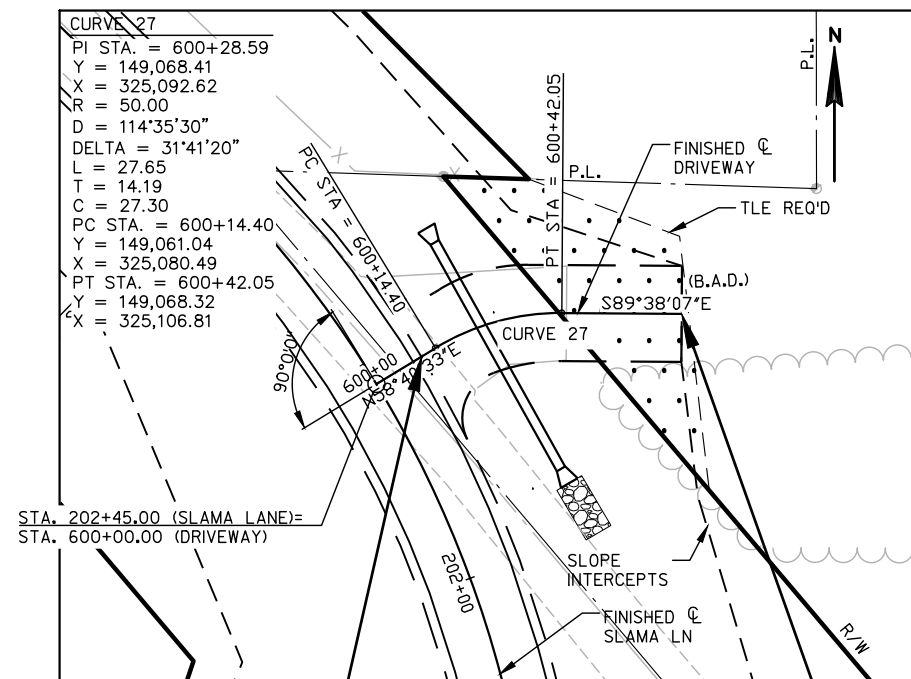 CURVE 27
PI STA. = 600+28.59
Y = 149,068.41
X = 325,092.62
R = 50.00
D = 114°35'30"
DELTA = 31°41'20"
L = 27.65
T = 14.19
C = 27.30
PC STA. = 600+14.40
Y = 149,061.04
X = 325,080.49
PT STA. = 600+42.05
Y = 149,068.32
X = 325,106.81
PC STA = 600+14.40
PT STA = 600+42.05
P.L.
N
FINISHED ℄
DRIVEWAY
P.L.
TLE REQ'D
(B.A.D.)
S89°38'07"E
CURVE 27
600+00
N58°40'33"E
90°0'0"
STA. 202+45.00 (SLAMA LANE)=
STA. 600+00.00 (DRIVEWAY)
202+00
SLOPE
INTERCEPTS
FINISHED ℄
SLAMA LN
R/W